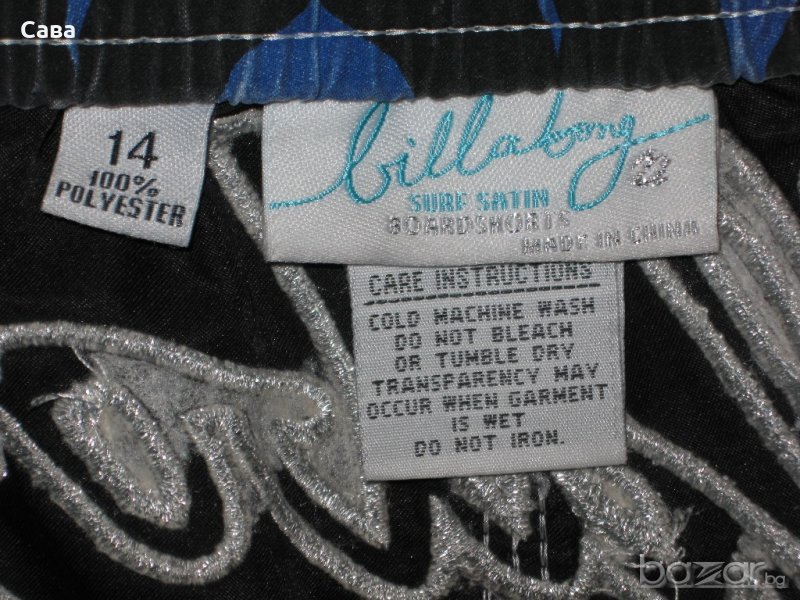 Сава
14
100%
POLYESTER
billabong
SURF SATIN
BOARDSHORTS
MADE IN CHINA
CARE INSTRUCTIONS
COLD MACHINE WASH
DO NOT BLEACH
OR TUMBLE DRY
TRANSPARENCY MAY
OCCUR WHEN GARMENT
IS WET
DO NOT IRON.
bazar.bg